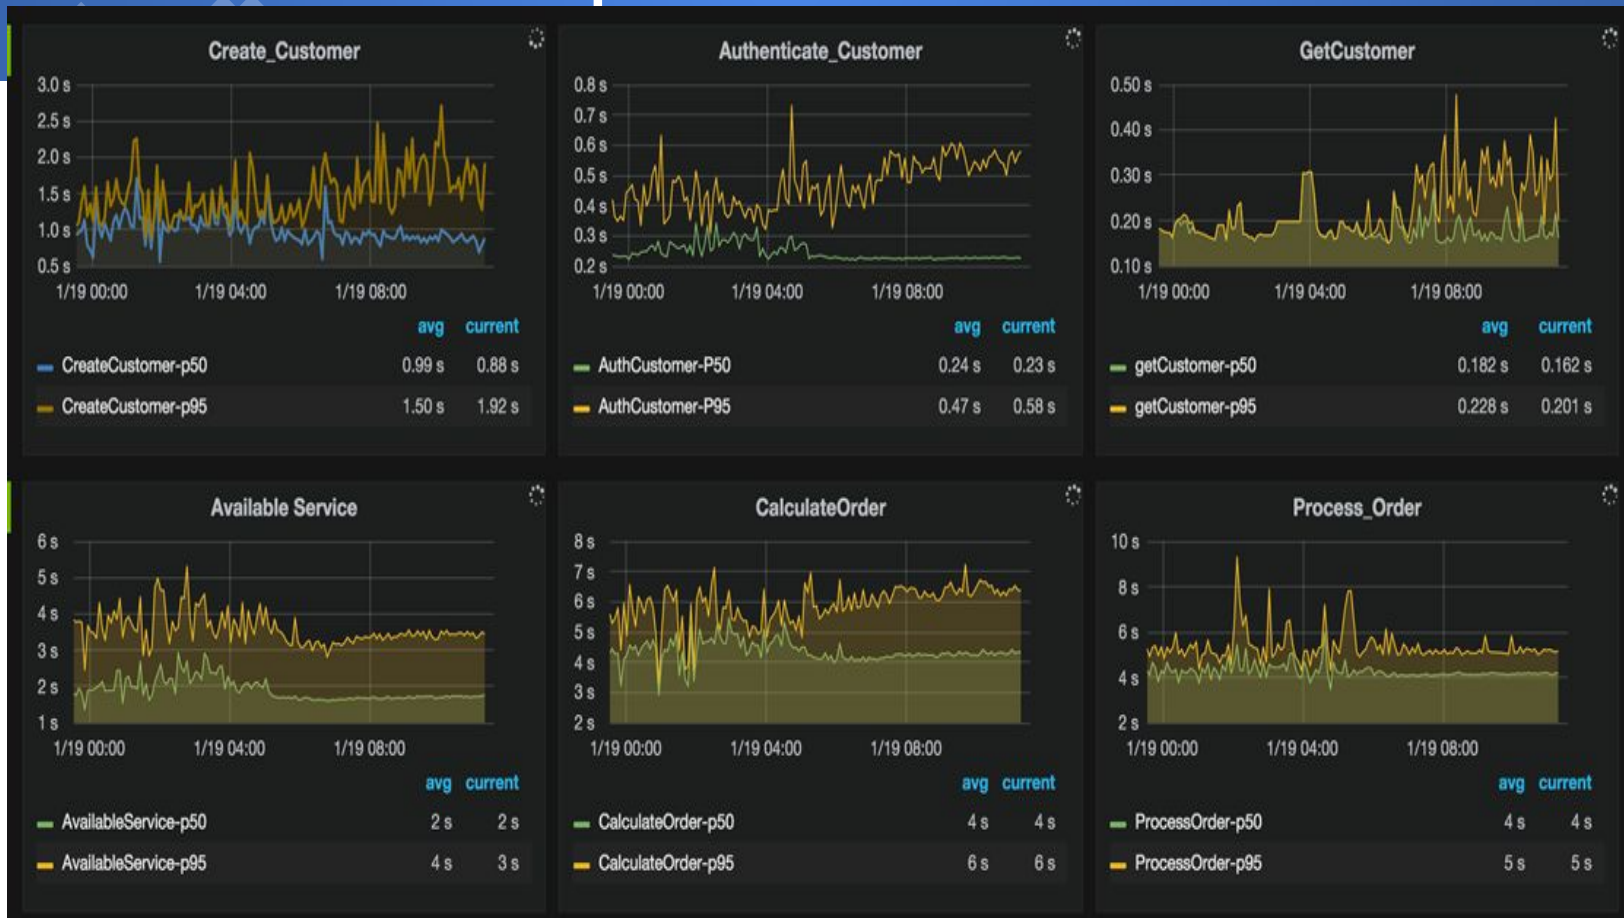 Create_Customer
3.0 s
2.5 s
2.0 s
1.5 s
1.0 s
0.5 s
1/19 00:00 1/19 04:00 1/19 08:00
avg current
CreateCustomer-p50 0.99 s 0.88 s
CreateCustomer-p95 1.50 s 1.92 s
Authenticate_Customer
0.8 s
0.7 s
0.6 s
0.5 s
0.4 s
0.3 s
0.2 s
1/19 00:00 1/19 04:00 1/19 08:00
avg current
AuthCustomer-P50 0.24 s 0.23 s
AuthCustomer-P95 0.47 s 0.58 s
GetCustomer
0.50 s
0.40 s
0.30 s
0.20 s
0.10 s
1/19 00:00 1/19 04:00 1/19 08:00
avg current
getCustomer-p50 0.182 s 0.162 s
getCustomer-p95 0.228 s 0.201 s
Available Service
6 s
5 s
4 s
3 s
2 s
1 s
1/19 00:00 1/19 04:00 1/19 08:00
avg current
AvailableService-p50 2 s 2 s
AvailableService-p95 4 s 3 s
CalculateOrder
8 s
7 s
6 s
5 s
4 s
3 s
2 s
1/19 00:00 1/19 04:00 1/19 08:00
avg current
CalculateOrder-p50 4 s 4 s
CalculateOrder-p95 6 s 6 s
Process_Order
10 s
8 s
6 s
4 s
2 s
1/19 00:00 1/19 04:00 1/19 08:00
avg current
ProcessOrder-p50 4 s 4 s
ProcessOrder-p95 5 s 5 s